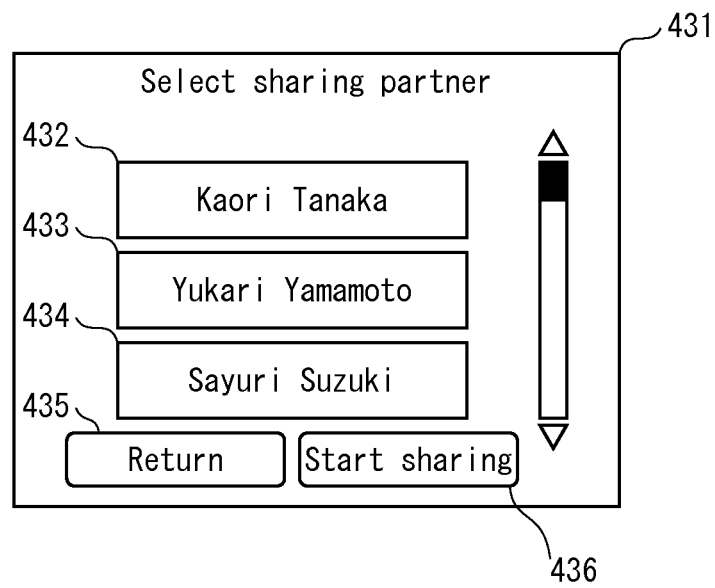 431
Select sharing partner
432
Kaori Tanaka
433
Yukari Yamamoto
434
Sayuri Suzuki
435
Return
Start sharing
436